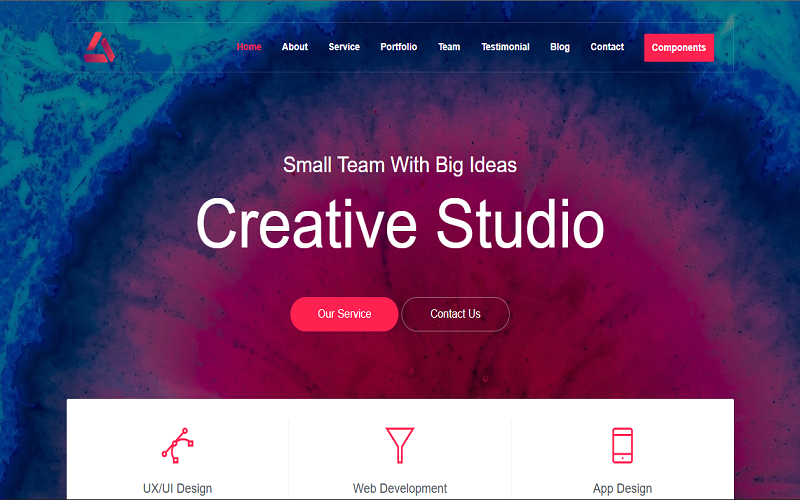 Home About Service Portfolio Team Testimonial Blog Contact Components
Small Team With Big Ideas
Creative Studio
Our Service Contact Us
UX/UI Design Web Development App Design